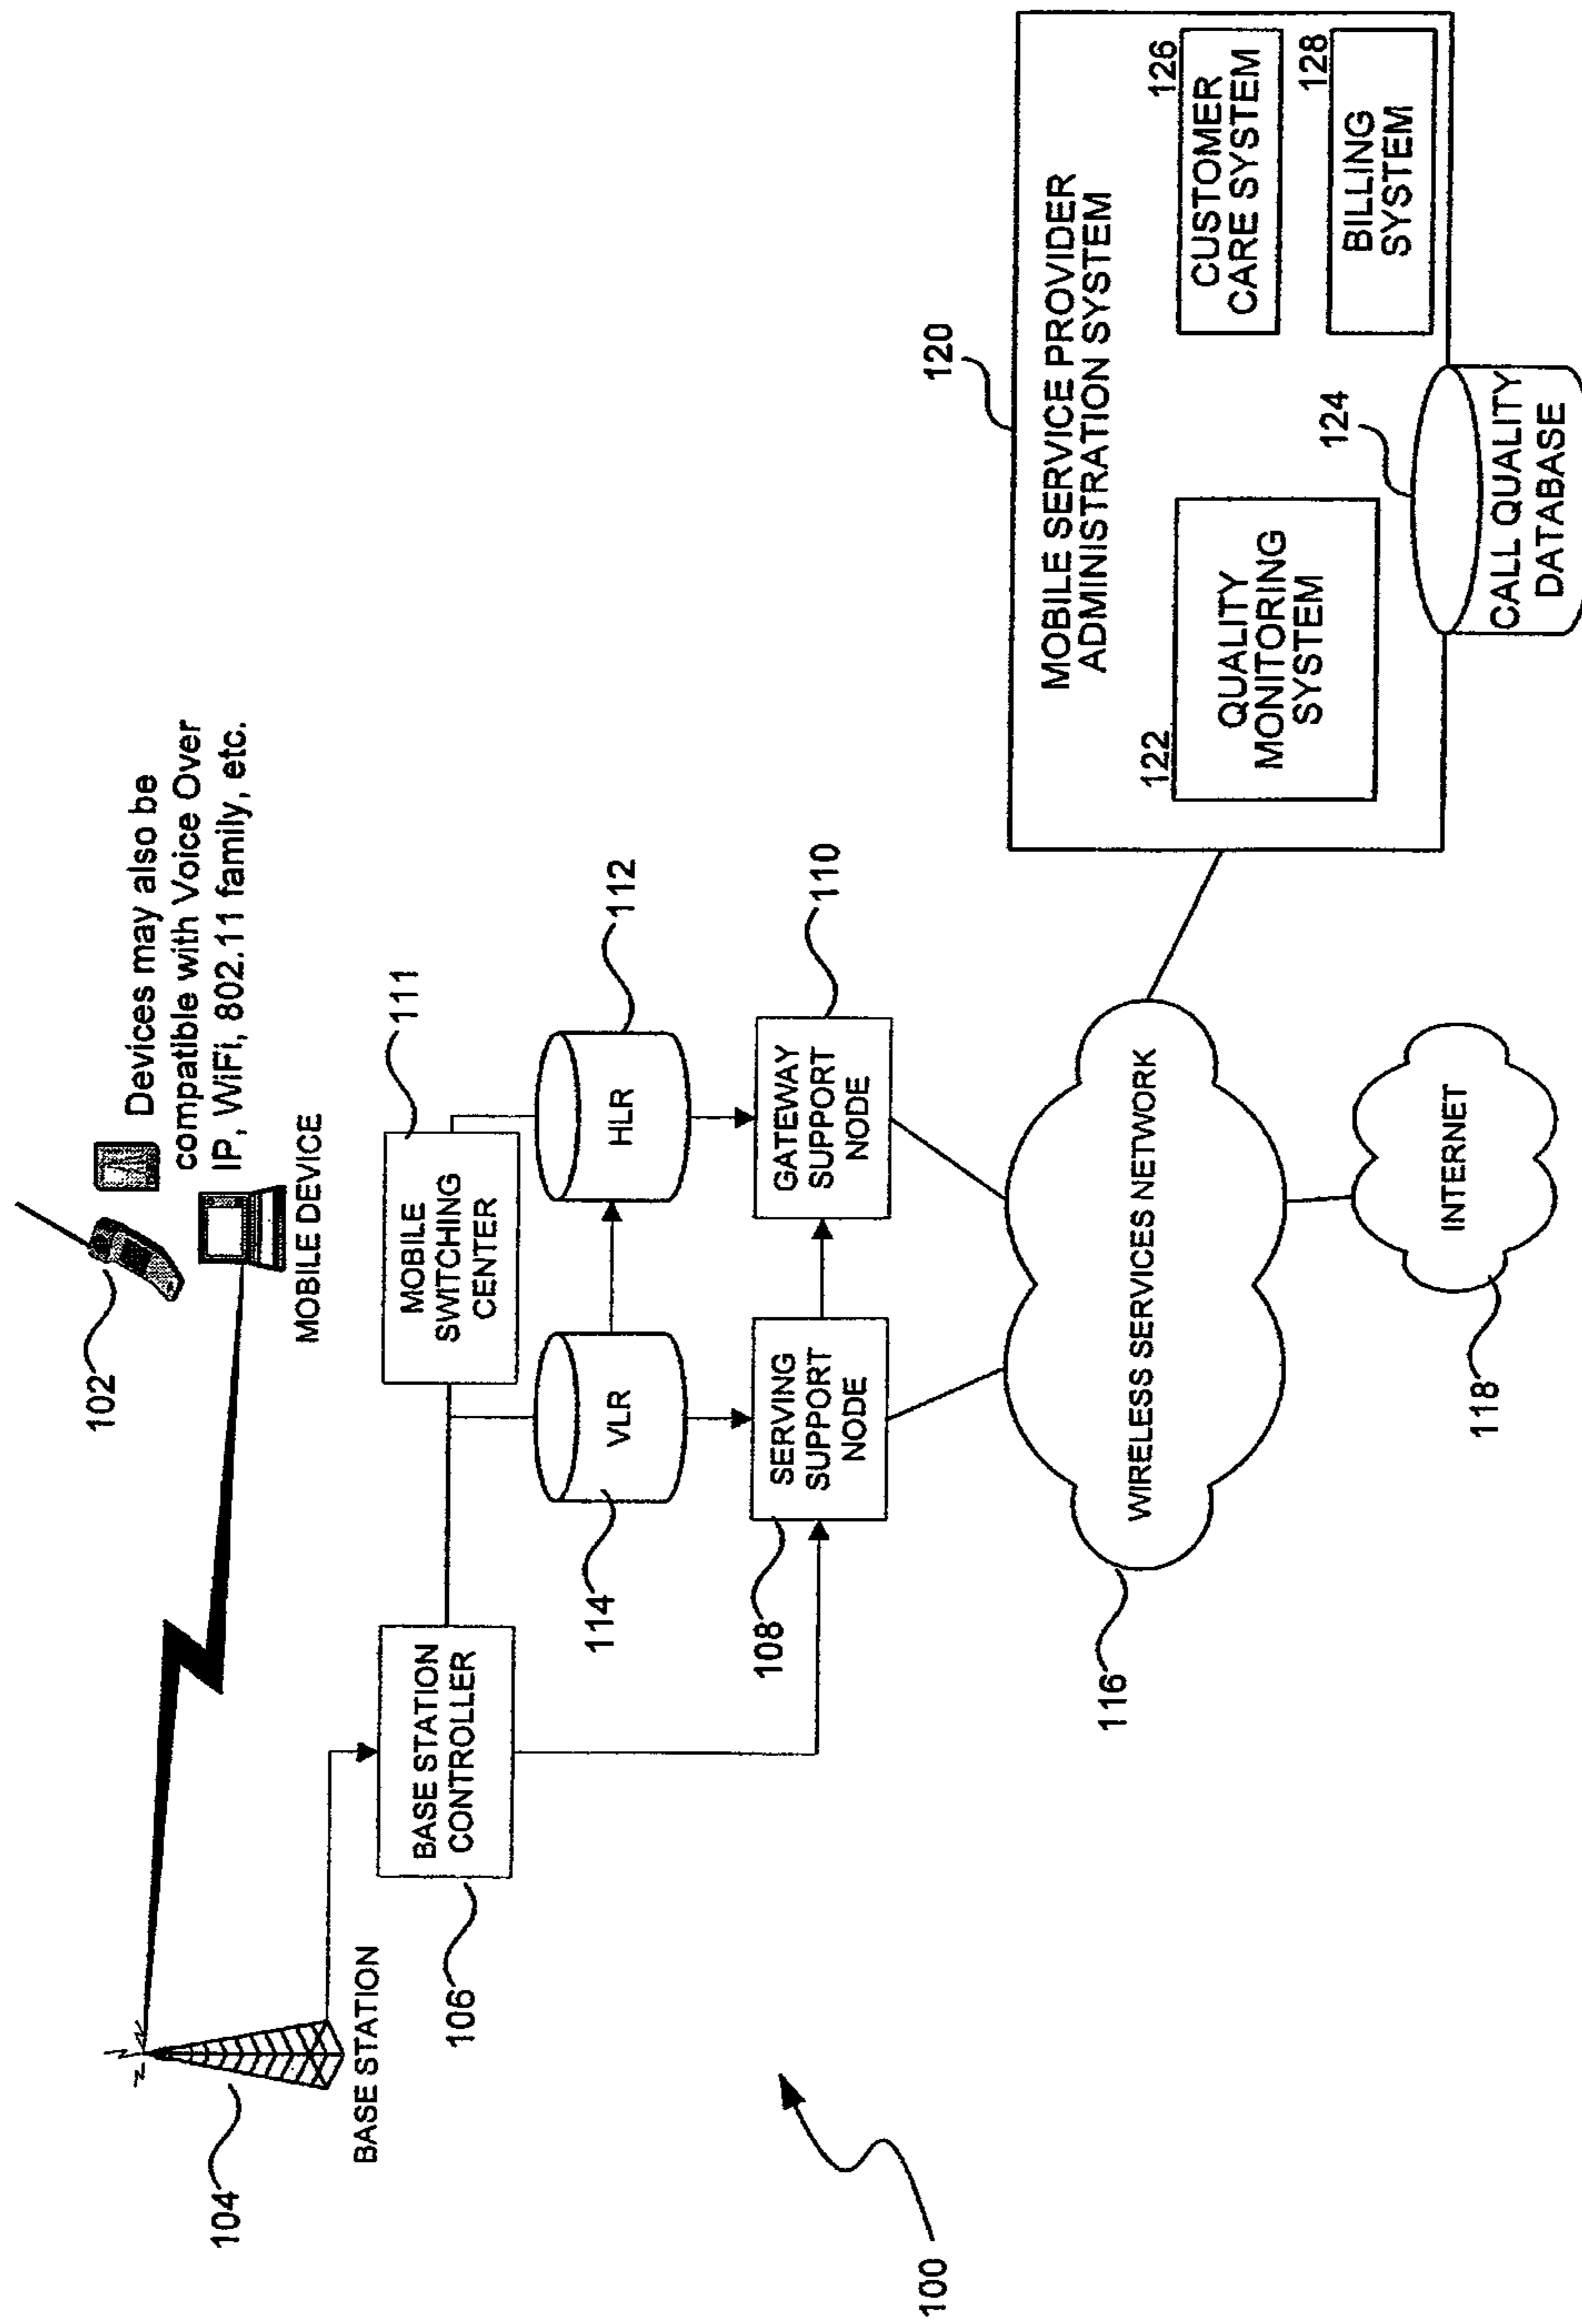 102
Devices may also be
compatible with Voice Over
IP, WiFi, 802.11 family, etc.
MOBILE DEVICE
104
BASE STATION
106
BASE STATION
CONTROLLER
111
MOBILE
SWITCHING
CENTER
114
VLR
HLR
112
108
SERVING
SUPPORT
NODE
GATEWAY
SUPPORT
NODE
110
100
116
WIRELESS SERVICES NETWORK
118
INTERNET
120
MOBILE SERVICE PROVIDER
ADMINISTRATION SYSTEM
122
QUALITY
MONITORING
SYSTEM
126
CUSTOMER
CARE SYSTEM
128
BILLING
SYSTEM
124
CALL QUALITY
DATABASE